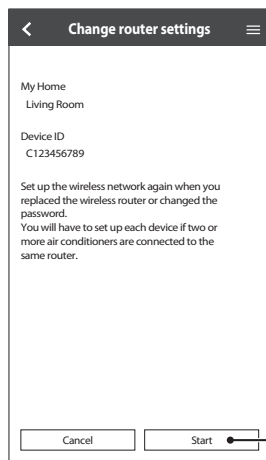 Change router settings
My Home
Living Room
Device ID
C123456789
Set up the wireless network again when you
replaced the wireless router or changed the
password.
You will have to set up each device if two or
more air conditioners are connected to the
same router.
Cancel
Start